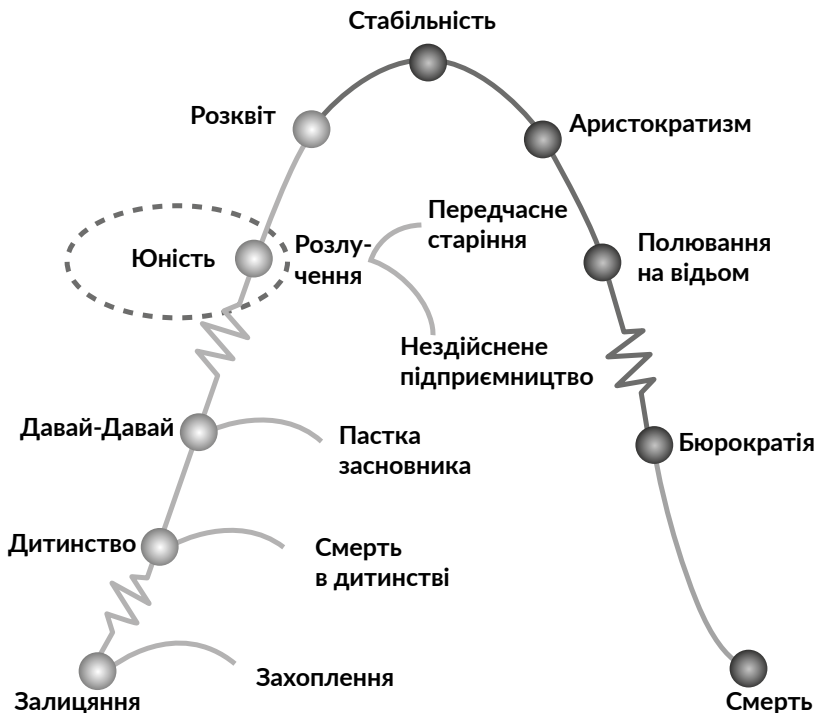 Стабільність
Розквіт
Аристократизм
Передчасне
старіння
Юність
Розлу-
чення
Полювання
на відьом
Нездійснене
підприємництво
Давай-Давай
Пастка
засновника
Бюрократія
Дитинство
Смерть
в дитинстві
Захоплення
Залицяння
Смерть